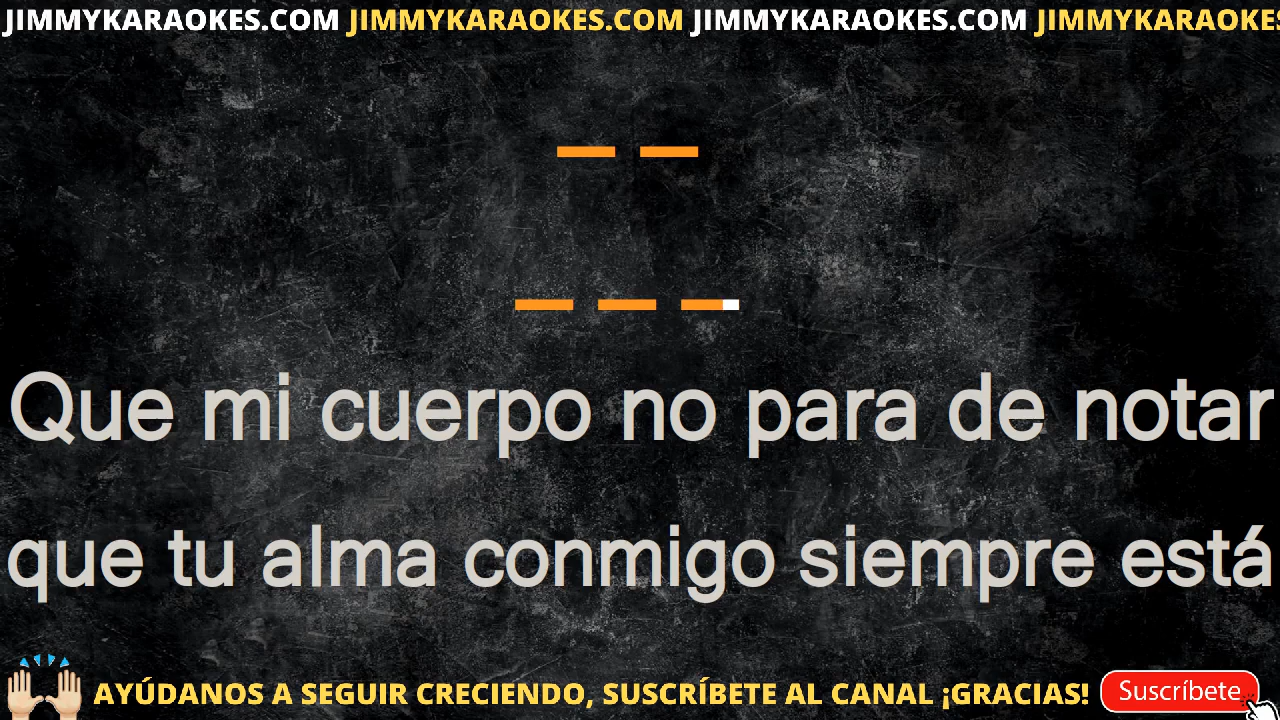 JIMMYKARAOKES.COM JIMMYKARAOKES.COM JIMMYKARAOKES.COM JIMMYKARAOKES
Que mi cuerpo no para de notar
que tu alma conmigo siempre está
AYÚDANOS A SEGUIR CRECIENDO, SUSCRÍBETE AL CANAL ¡GRACIAS! Suscríbete